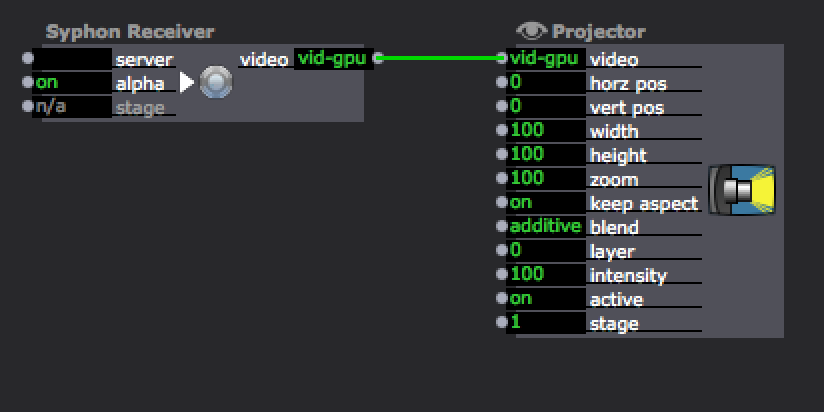 Syphon Receiver
server video vid-gpu
on alpha
n/a stage
Projector
vid-gpu video
0 horz pos
0 vert pos
100 width
100 height
100 zoom
on keep aspect
additive blend
0 layer
100 intensity
on active
1 stage